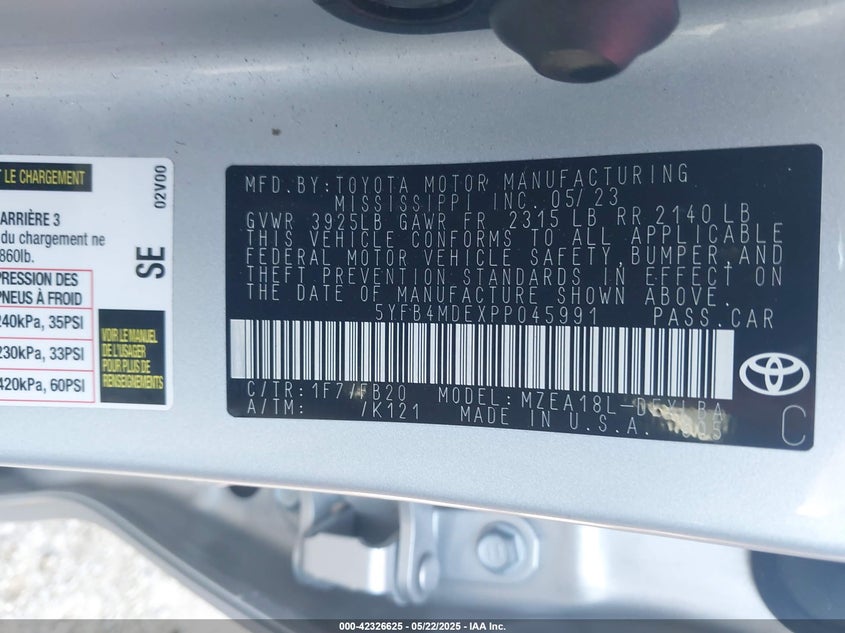 T LE CHARGEMENT
02V00
ARRIÈRE 3
du chargement ne
860lb.
SE
PRESSION DES
PNEUS À FROID
240kPa, 35PSI
230kPa, 33PSI
420kPa, 60PSI
VOIR LE MANUEL
DE L'USAGER
POUR PLUS DE
RENSEIGNEMENTS
MFD. BY: TOYOTA MOTOR MANUFACTURING
MISSISSIPPI INC. 05/23
GVWR 3925LB GAWR FR 2315 LB RR 2140 LB
THIS VEHICLE CONFORMS TO ALL APPLICABLE
FEDERAL MOTOR VEHICLE SAFETY, BUMPER, AND
THEFT PREVENTION STANDARDS IN EFFECT ON
THE DATE OF MANUFACTURE SHOWN ABOVE.
5YFB4MDEXPP045991 PASS. CAR
C/TR: 1F7/FB20 MODEL: MZEA18L-
A/TM: /K121 MADE IN U.S.A.
C
TOYOTA
000-42326625 - 05/22/2025 - IAA Inc.